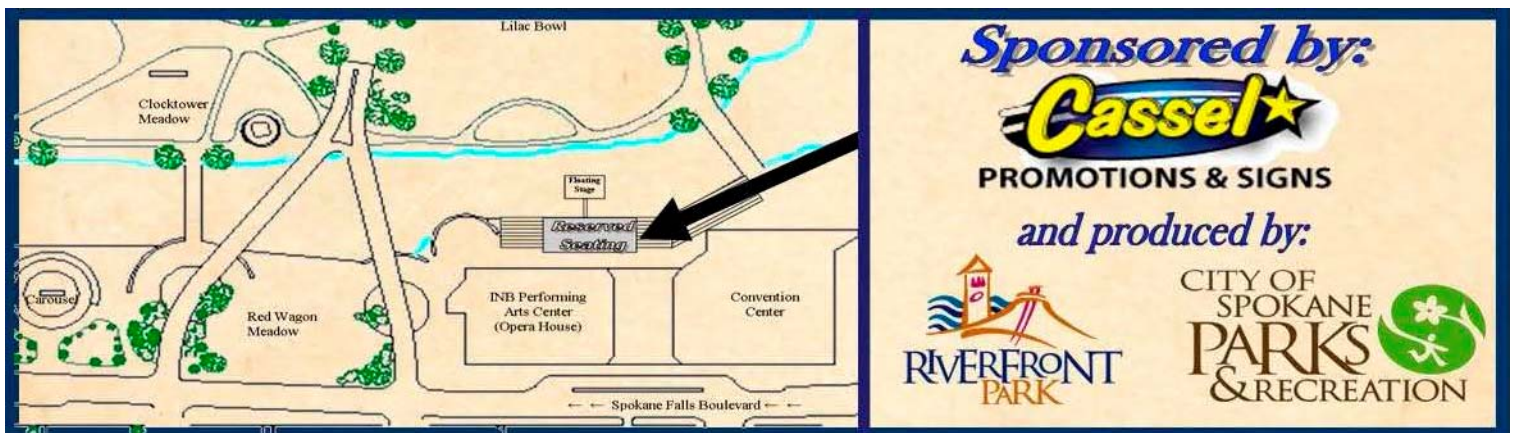 Lilac Bowl
Clocktower
Meadow
Floating
Stage
Reserved
Seating
Carousel
Red Wagon
Meadow
INB Performing
Arts Center
(Opera House)
Convention
Center
← ← Spokane Falls Boulevard ← ←
Sponsored by:
Cassel
PROMOTIONS & SIGNS
and produced by:
RIVERFRONT
PARK
CITY OF
SPOKANE
PARKS
& RECREATION